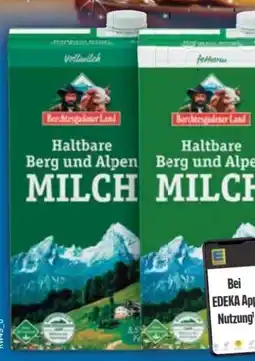 Vollmilch
fettarm
Berchtesgadener Land
Berchtesgadener Land
Haltbare
Berg und Alpen
MILCH
Haltbare
Berg und Alpe
MILCH
Bei
EDEKA App
Nutzung¹